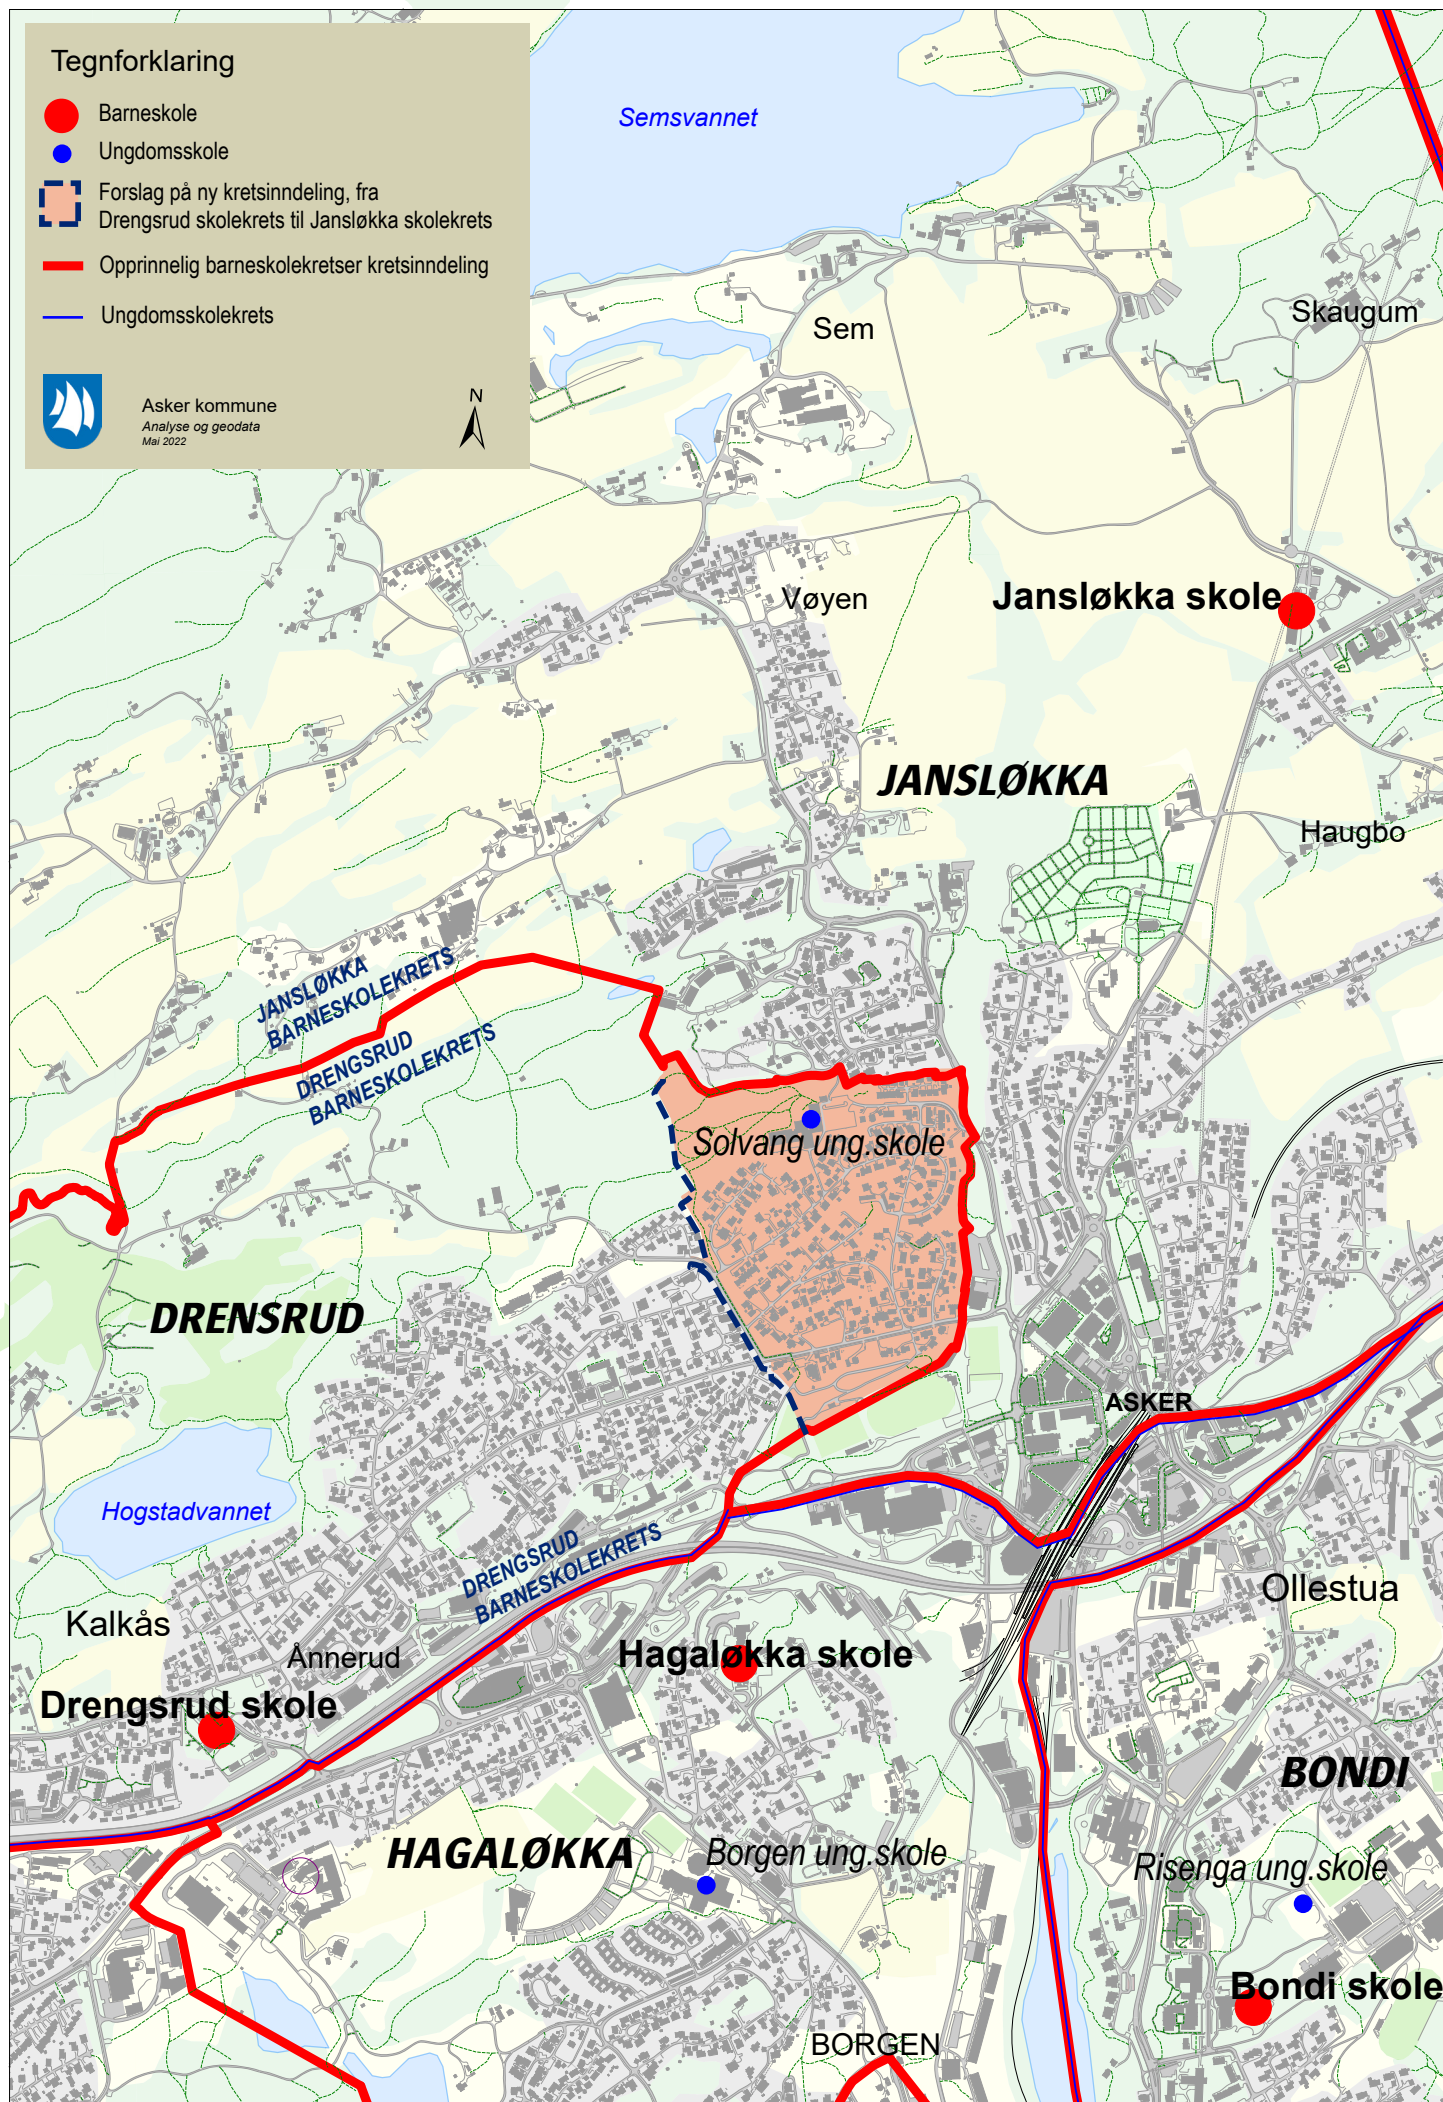 Tegnforklaring
Barneskole
Ungdomsskole
Forslag på ny kretsinndeling, fra
Drengsrud skolekrets til Jansløkka skolekrets
Opprinnelig barneskolekretser kretsinndeling
Ungdomsskolekrets
Asker kommune
Analyse og geodata
Mai 2022
N
Semsvannet
Sem
Skaugum
Vøyen
Jansløkka skole
JANSLØKKA
Haugbo
JANSLØKKA
BARNESKOLEKRETS
DRENGSRUD
BARNESKOLEKRETS
Solvang ung.skole
DRENSRUD
ASKER
Hogstadvannet
DRENGSRUD
BARNESKOLEKRETS
Ollestua
Kalkås
Ånnerud
Hagaløkka skole
Drengsrud skole
BONDI
HAGALØKKA
Borgen ung.skole
Risenga ung.skole
Bondi skole
BORGEN